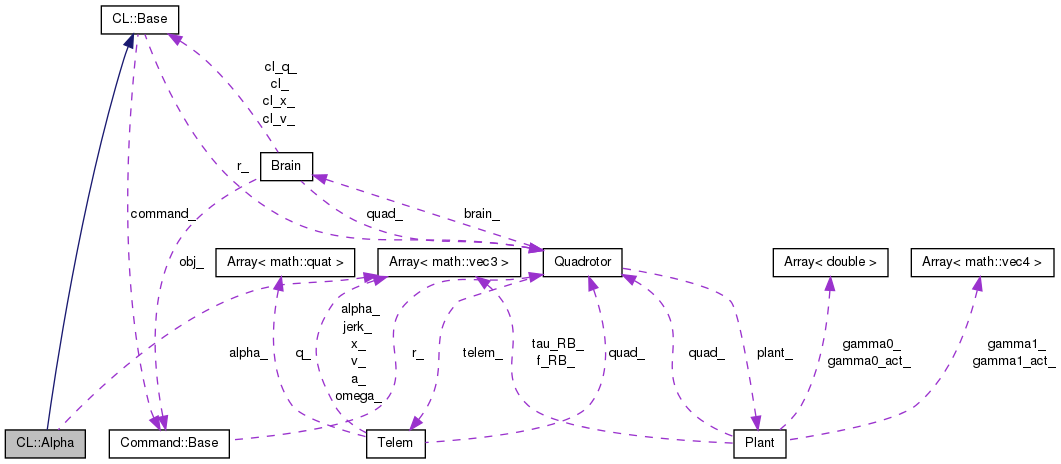 CL::Base
cl_q_
cl_
cl_x_
cl_v_
r_
Brain
command_
quad_
brain_
obj_
Array< math::quat >
Array< math::vec3 >
Quadrotor
Array< double >
Array< math::vec4 >
alpha_
q_
alpha_
jerk_
x_
v_
a_
omega_
r_
telem_
tau_RB_
f_RB_
quad_
quad_
plant_
gamma0_
gamma0_act_
gamma1_
gamma1_act_
CL::Alpha
Command::Base
Telem
Plant